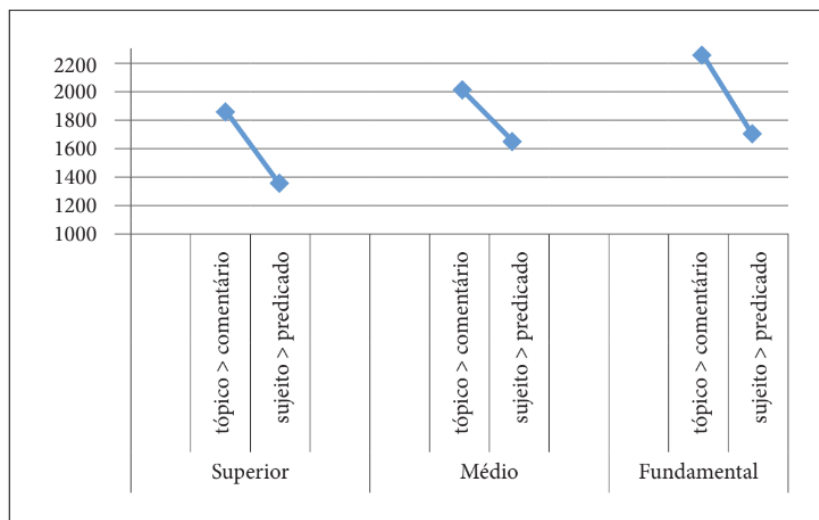 2200
2000
1800
1600
1400
1200
1000
tópico > comentário
sujeito > predicado
tópico > comentário
sujeito > predicado
tópico > comentário
sujeito > predicado
Superior
Médio
Fundamental